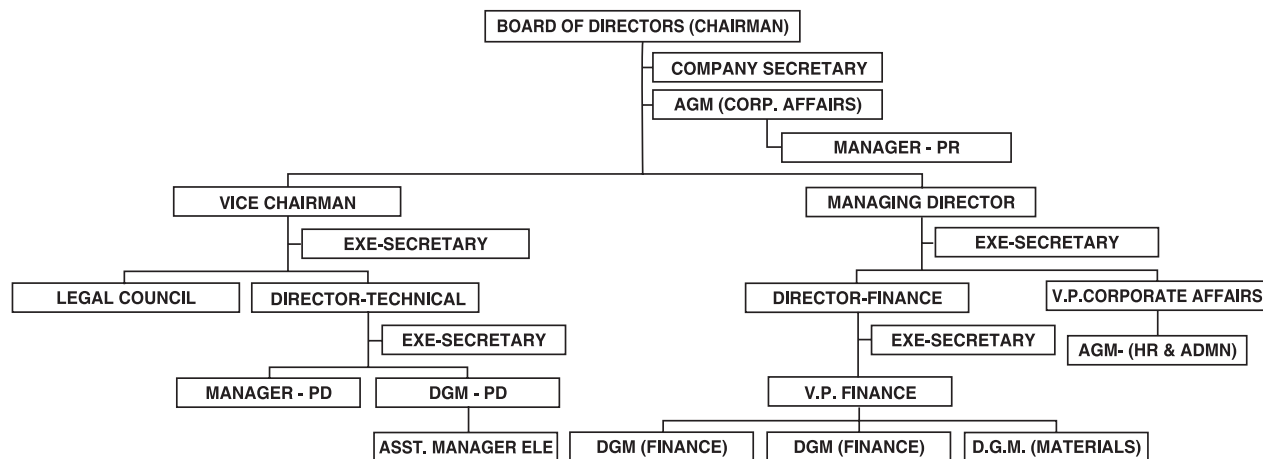 BOARD OF DIRECTORS (CHAIRMAN)
COMPANY SECRETARY
AGM (CORP. AFFAIRS)
MANAGER - PR
VICE CHAIRMAN
MANAGING DIRECTOR
EXE-SECRETARY
EXE-SECRETARY
LEGAL COUNCIL
DIRECTOR-TECHNICAL
DIRECTOR-FINANCE
V.P.CORPORATE AFFAIRS
EXE-SECRETARY
EXE-SECRETARY
AGM- (HR & ADMN)
MANAGER - PD
DGM - PD
V.P. FINANCE
ASST. MANAGER ELE
DGM (FINANCE)
DGM (FINANCE)
D.G.M. (MATERIALS)